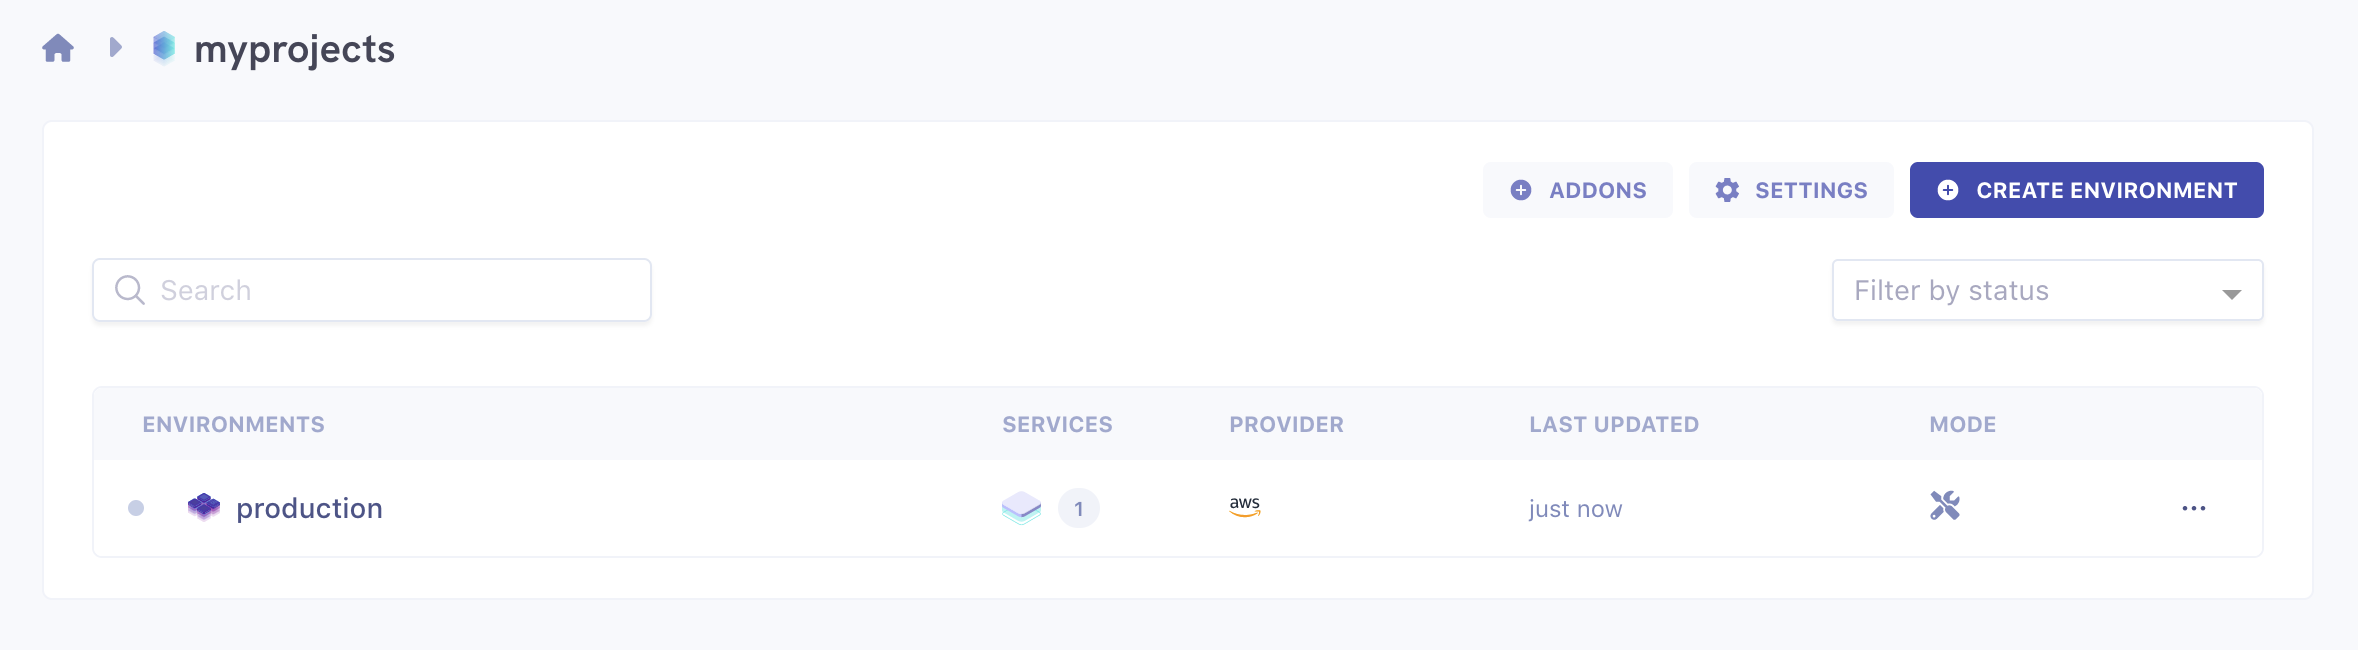 myprojects
ADDONS SETTINGS CREATE ENVIRONMENT
Search Filter by status
ENVIRONMENTS SERVICES PROVIDER LAST UPDATED MODE
production 1 aws just now